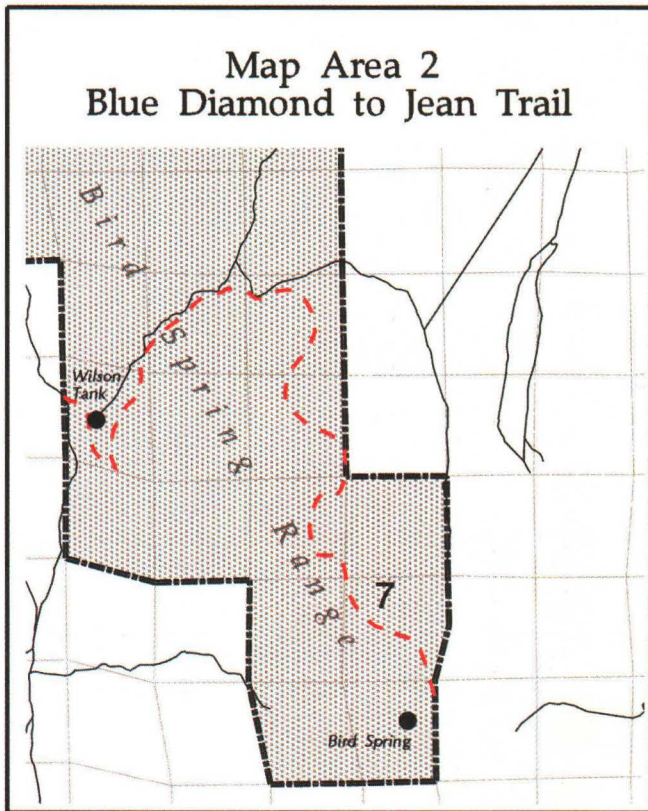 Map Area 2
Blue Diamond to Jean Trail
Bird
Spring
Range
Wilson
Tank
7
Bird Spring